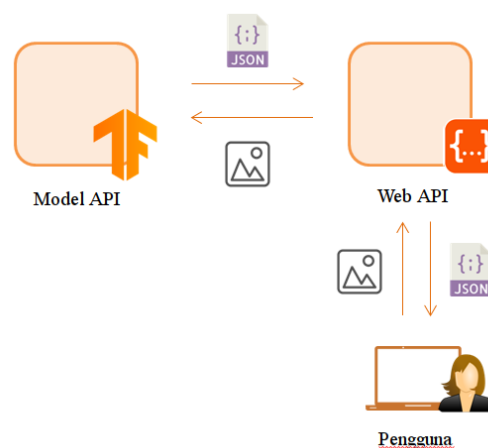 {;}
JSON
Model API
{...}
Web API
{;}
JSON
Pengguna